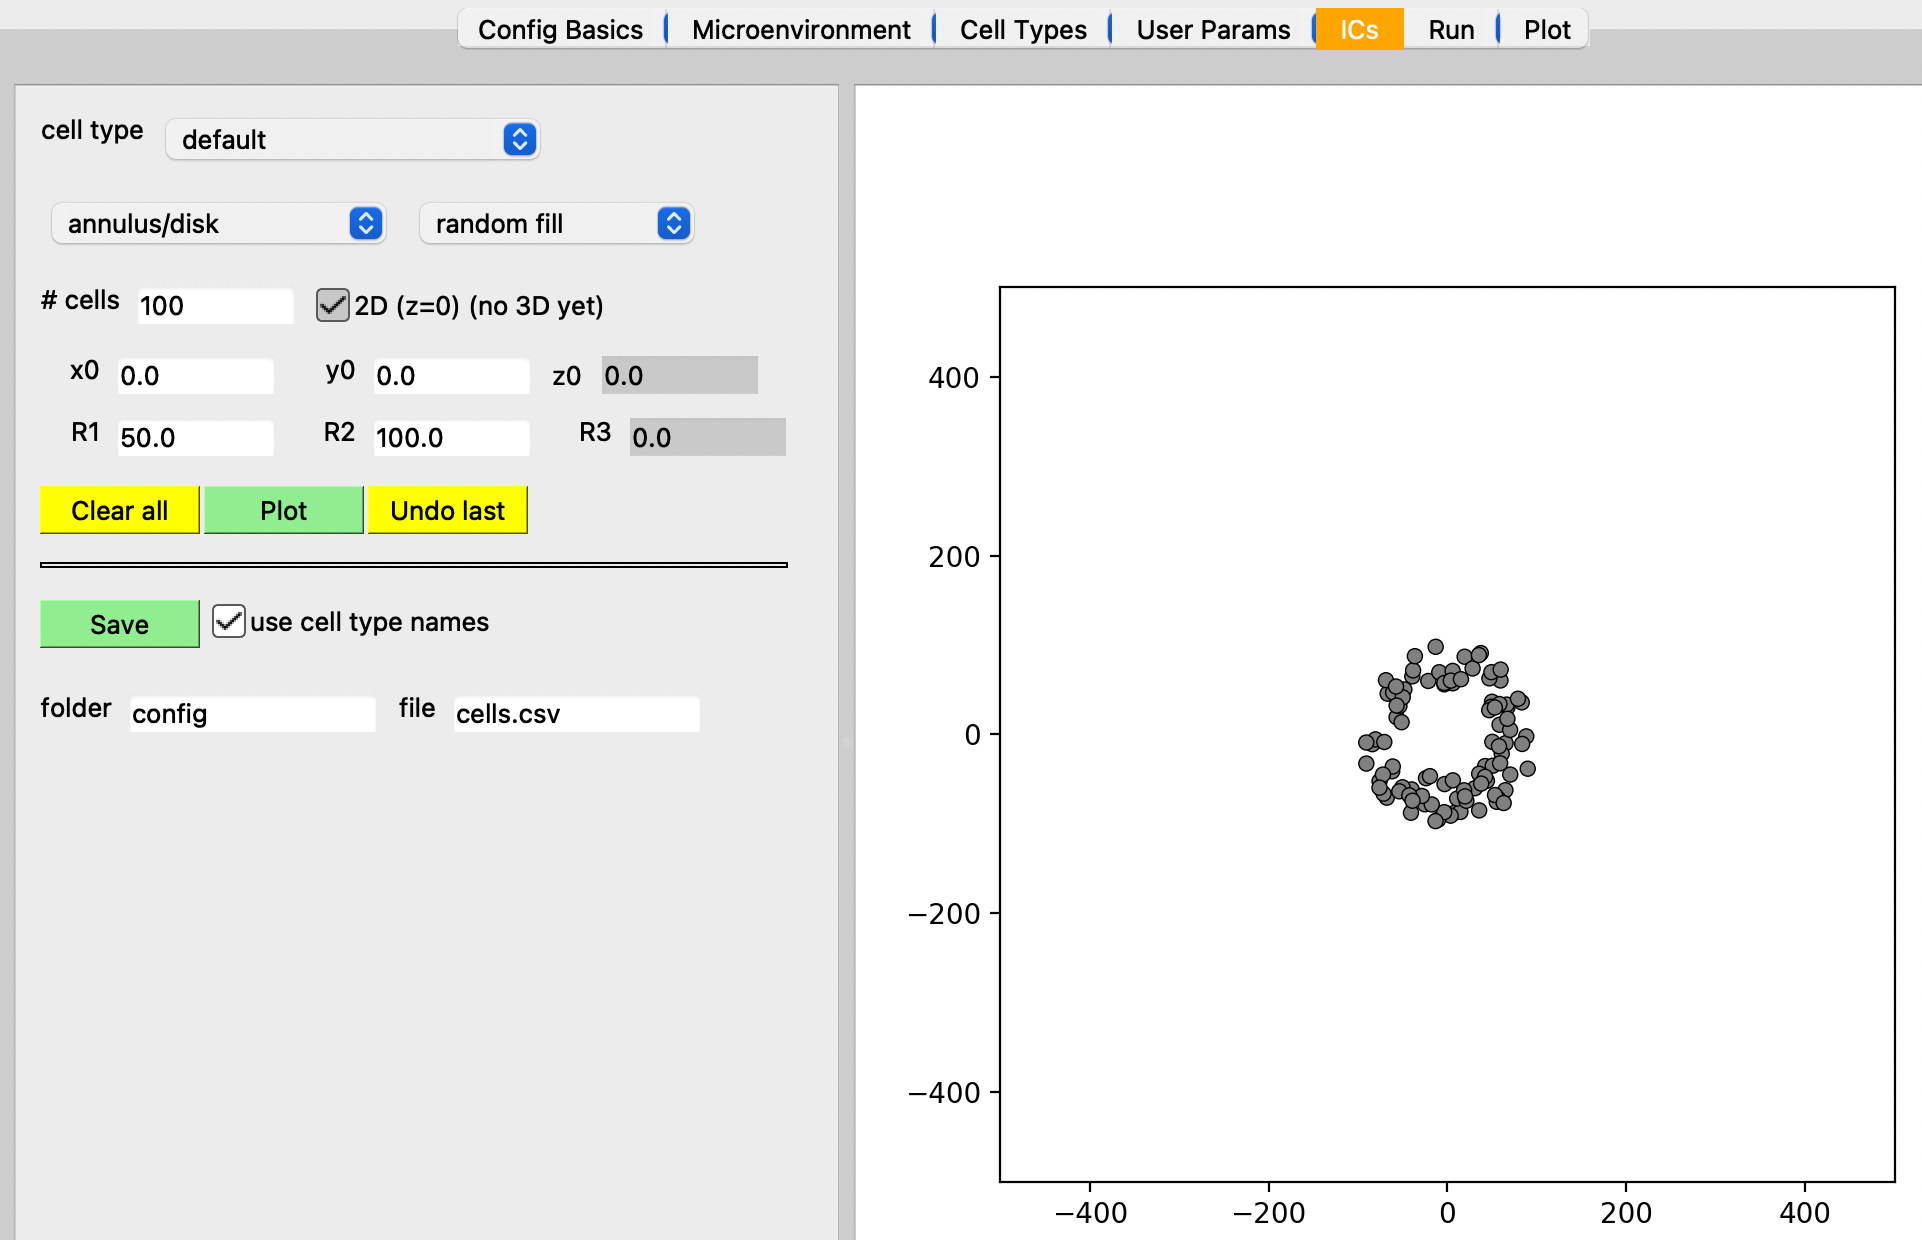 Config Basics Microenvironment Cell Types User Params ICs Run Plot
cell type default
annulus/disk random fill
# cells 100 2D (z=0) (no 3D yet)
x0 0.0 y0 0.0 z0 0.0
R1 50.0 R2 100.0 R3 0.0
Clear all Plot Undo last
Save use cell type names
folder config file cells.csv
400
200
0
−200
−400
−400 −200 0 200 400